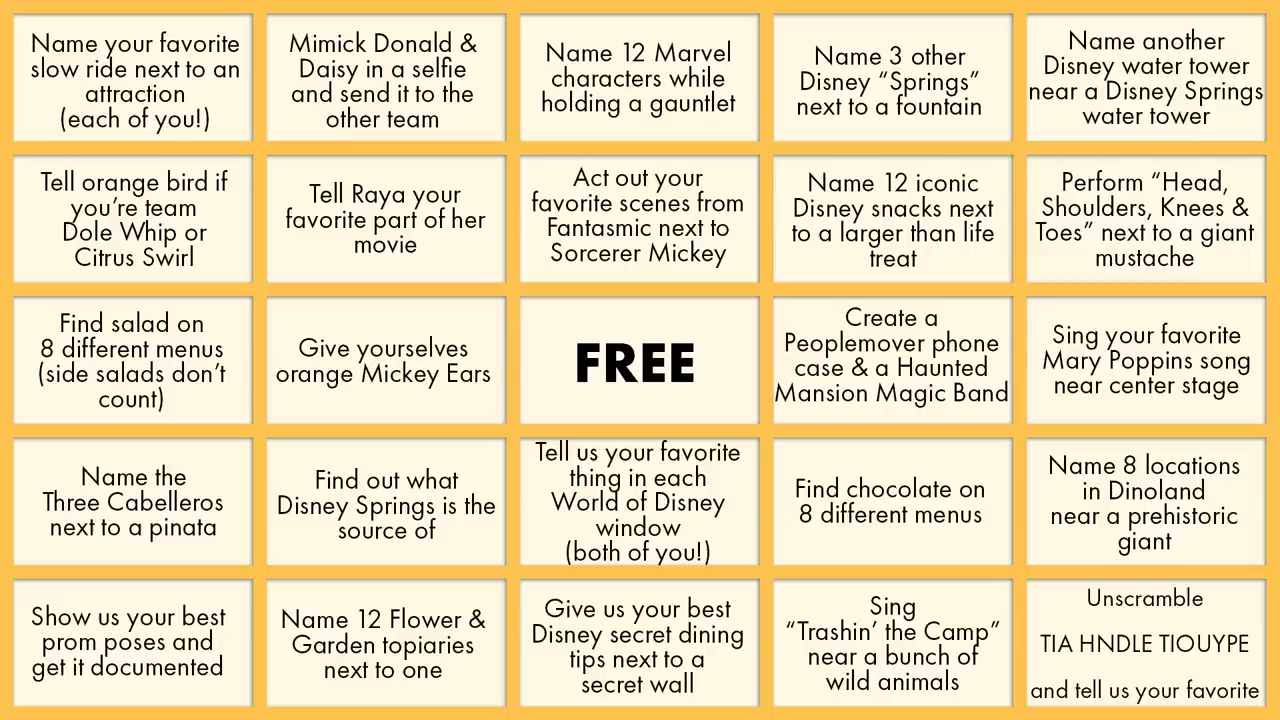 Name your favorite
slow ride next to an
attraction
(each of you!)
Mimick Donald &
Daisy in a selfie
and send it to the
other team
Name 12 Marvel
characters while
holding a gauntlet
Name 3 other
Disney “Springs”
next to a fountain
Name another
Disney water tower
near a Disney Springs
water tower
Tell orange bird if
you’re team
Dole Whip or
Citrus Swirl
Tell Raya your
favorite part of her
movie
Act out your
favorite scenes from
Fantasmic next to
Sorcerer Mickey
Name 12 iconic
Disney snacks next
to a larger than life
treat
Perform “Head,
Shoulders, Knees &
Toes” next to a giant
mustache
Find salad on
8 different menus
(side salads don’t
count)
Give yourselves
orange Mickey Ears
FREE
Create a
Peoplemover phone
case & a Haunted
Mansion Magic Band
Sing your favorite
Mary Poppins song
near center stage
Name the
Three Cabelleros
next to a pinata
Find out what
Disney Springs is the
source of
Tell us your favorite
thing in each
World of Disney
window
(both of you!)
Find chocolate on
8 different menus
Name 8 locations
in Dinoland
near a prehistoric
giant
Show us your best
prom poses and
get it documented
Name 12 Flower &
Garden topiaries
next to one
Give us your best
Disney secret dining
tips next to a
secret wall
Sing
“Trashin’ the Camp”
near a bunch of
wild animals
Unscramble
TIA HNDLE TIOUYPE
and tell us your favorite